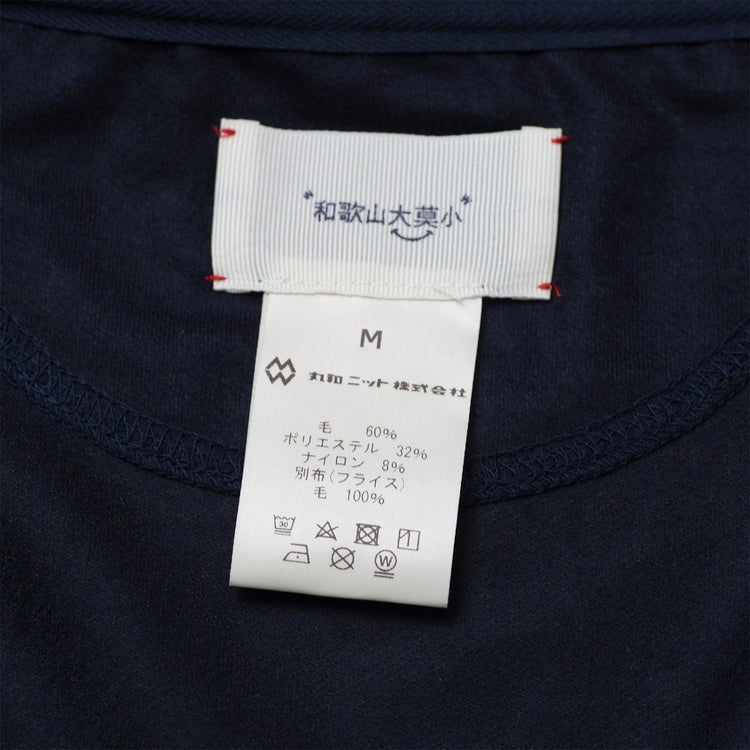 "和歌山大莫小"
M
丸和ニット株式会社
毛 60%
ポリエステル 32%
ナイロン 8%
別布(フライス)
毛 100%
30
W